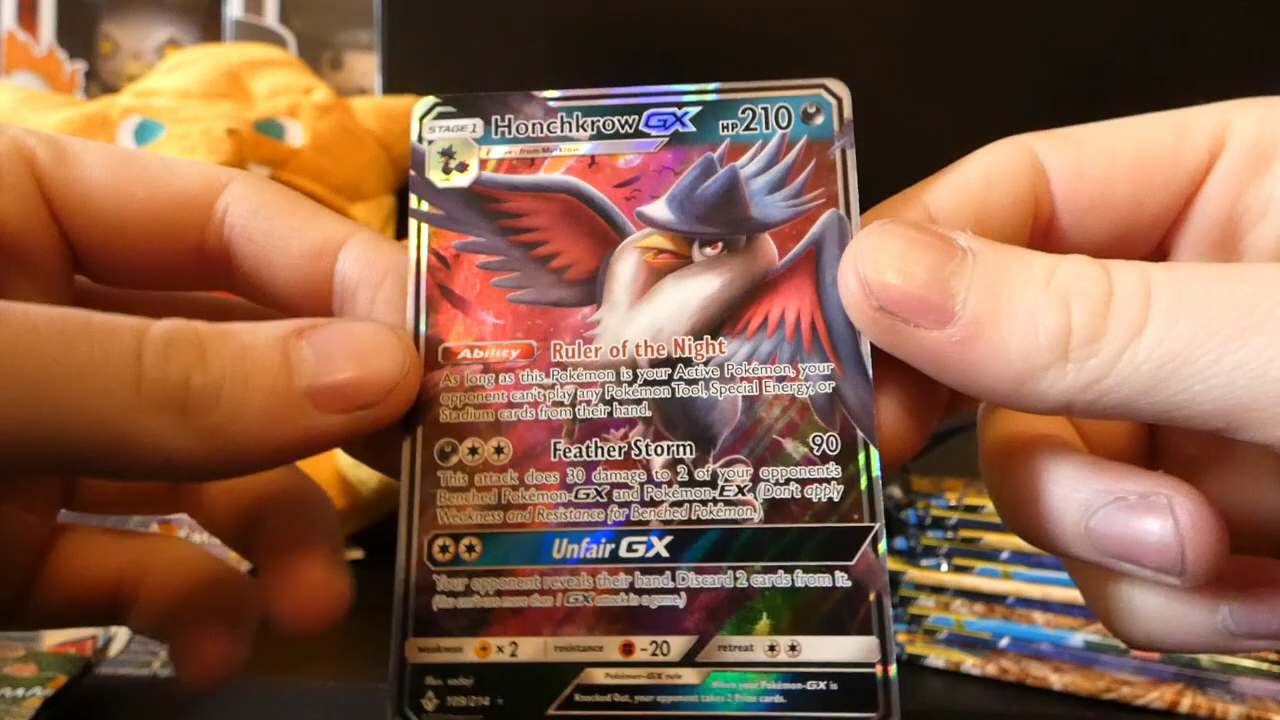 STAGE 1 Honchkrow GX HP 210
from Murkrow
Ability Ruler of the Night
As long as this Pokémon is your Active Pokémon, your
opponent can't play any Pokémon Tool, Special Energy, or
Stadium cards from their hand.
Feather Storm 90
This attack does 30 damage to 2 of your opponent's
Benched Pokémon-GX and Pokémon-EX. (Don't apply
Weakness and Resistance for Benched Pokémon.)
Unfair GX
Your opponent reveals their hand. Discard 2 cards from it.
(You can't use more than 1 GX attack in a game.)
weakness ×2 resistance -20 retreat
Illus.
Pokémon-GX rule When your Pokémon-GX is
109/214 Knocked Out, your opponent takes 2 Prize cards.